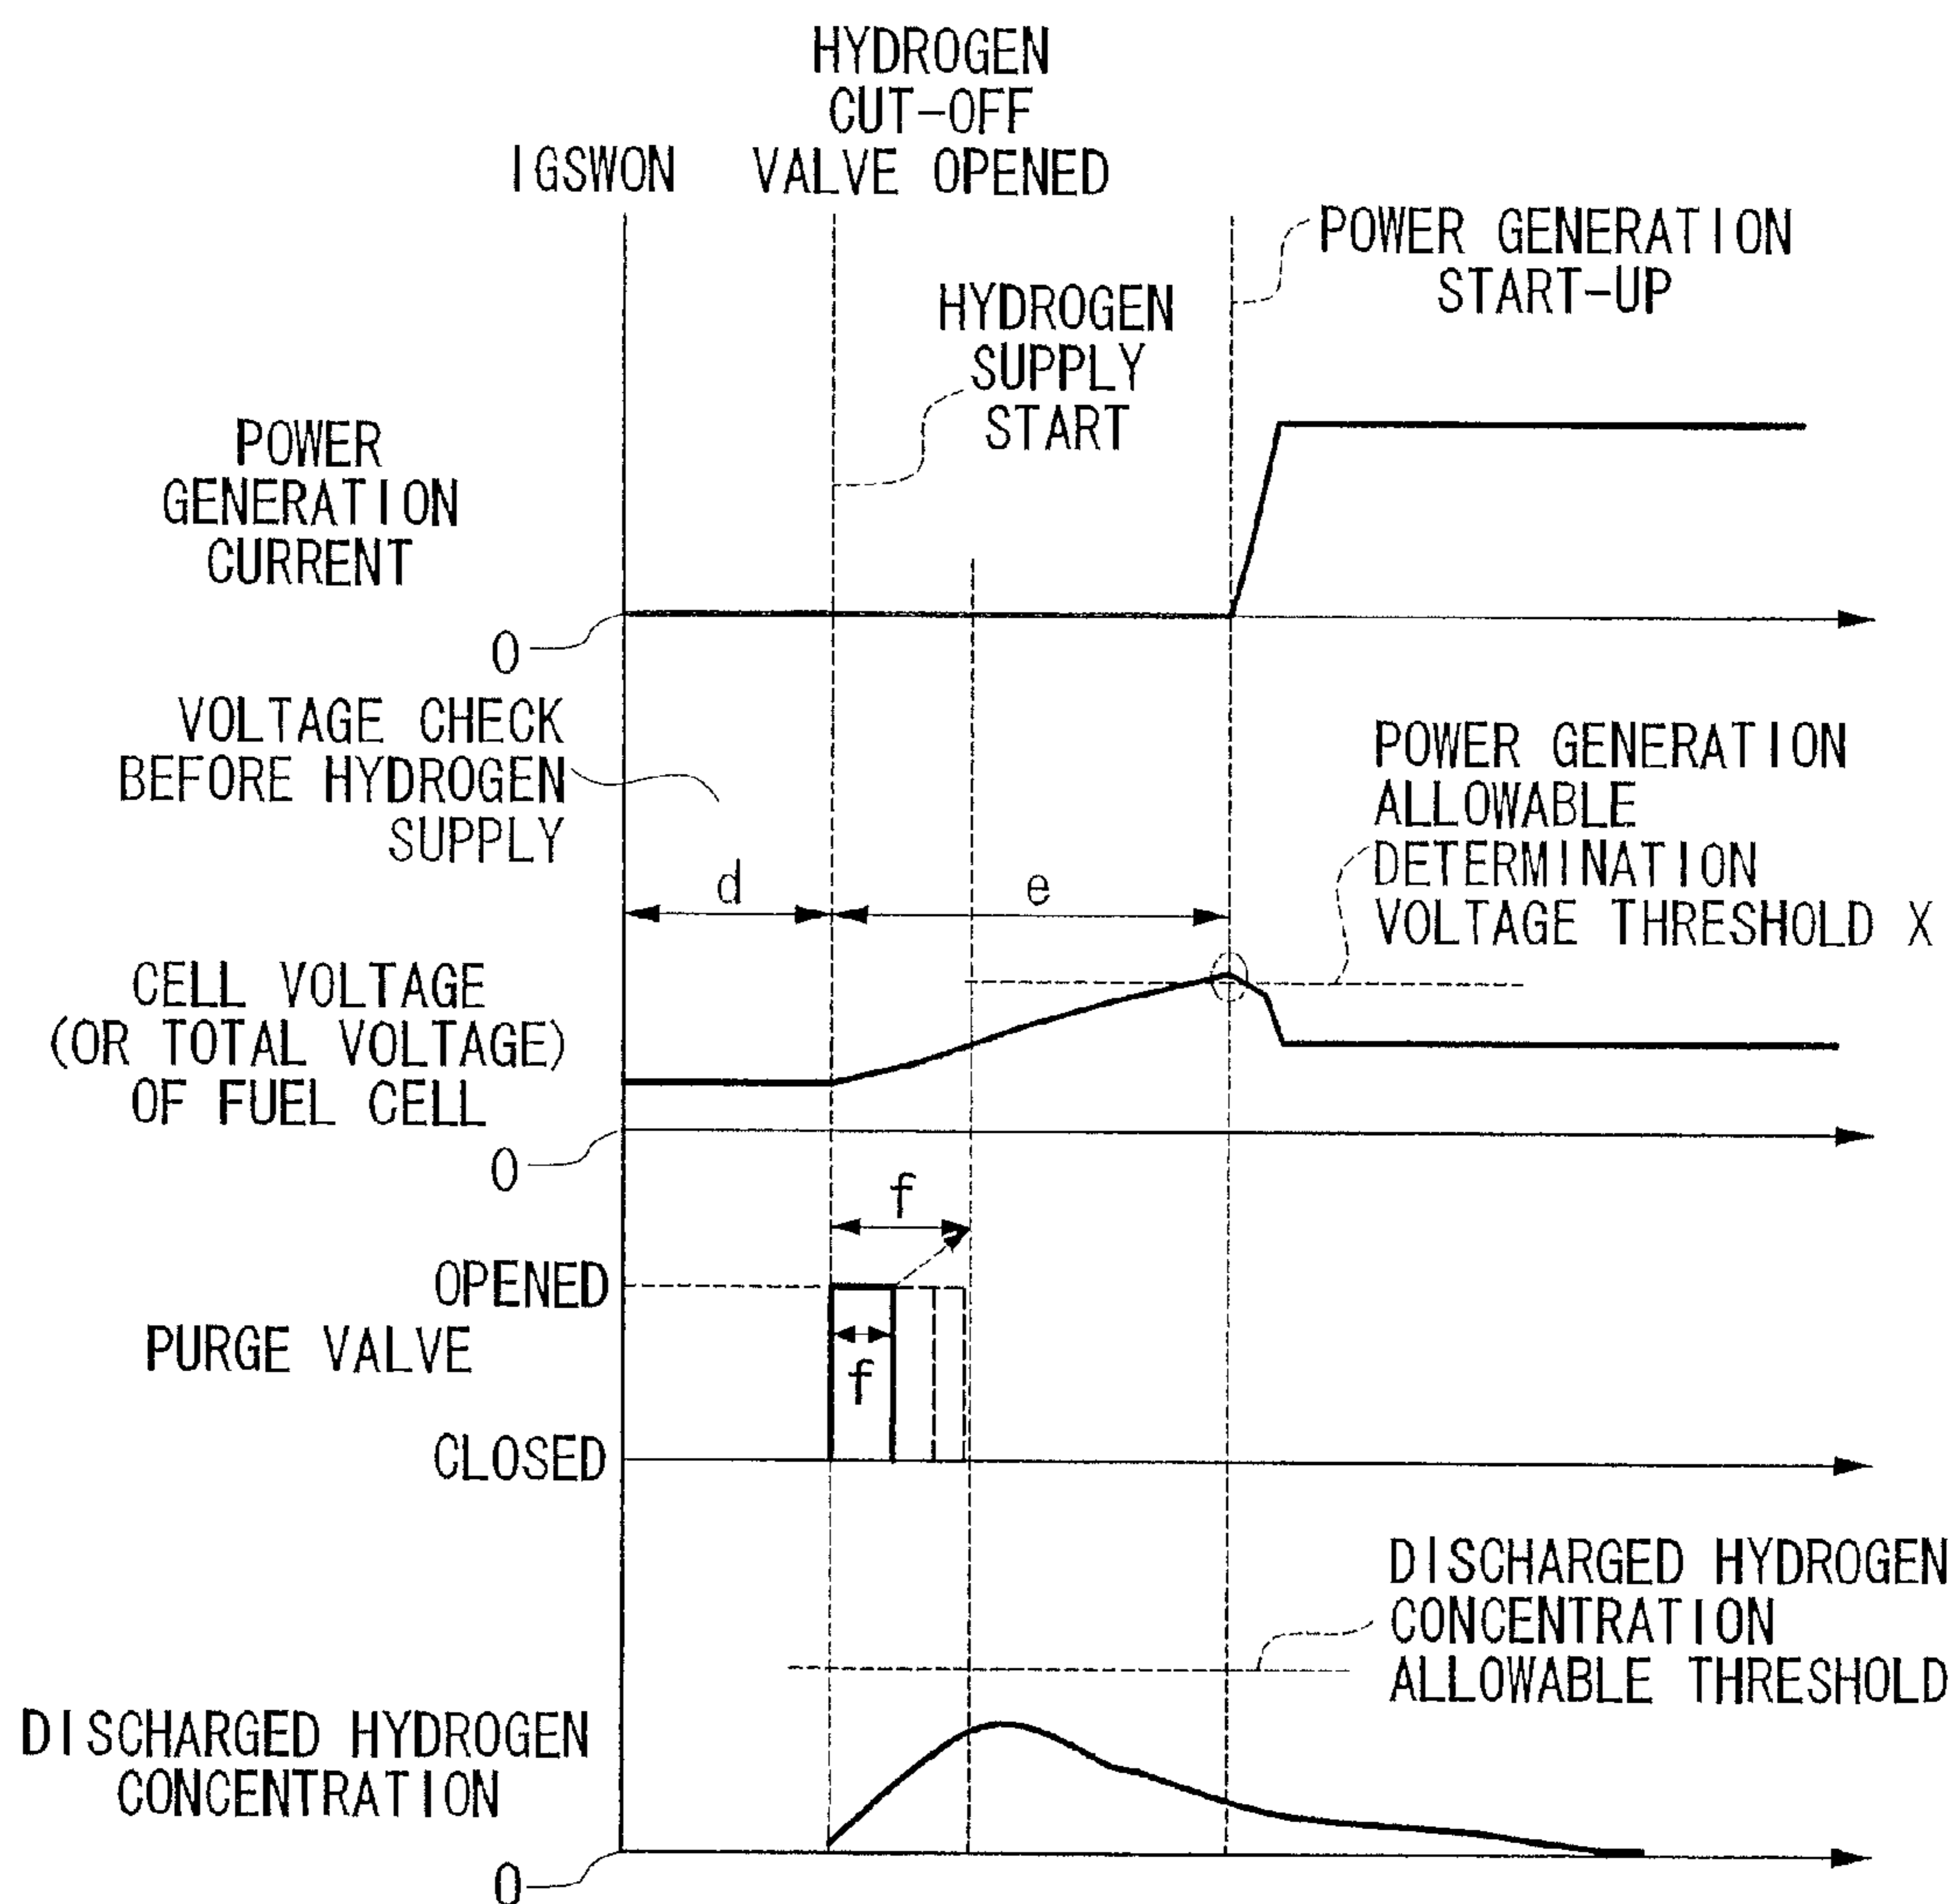 HYDROGEN
CUT-OFF
VALVE OPENED
IGSWON
POWER GENERATION
START-UP
HYDROGEN
SUPPLY
START
POWER
GENERATION
CURRENT
0
VOLTAGE CHECK
BEFORE HYDROGEN
SUPPLY
POWER GENERATION
ALLOWABLE
DETERMINATION
VOLTAGE THRESHOLD X
d
e
CELL VOLTAGE
(OR TOTAL VOLTAGE)
OF FUEL CELL
0
f
OPENED
PURGE VALVE
f
CLOSED
DISCHARGED HYDROGEN
CONCENTRATION
ALLOWABLE THRESHOLD
DISCHARGED HYDROGEN
CONCENTRATION
0